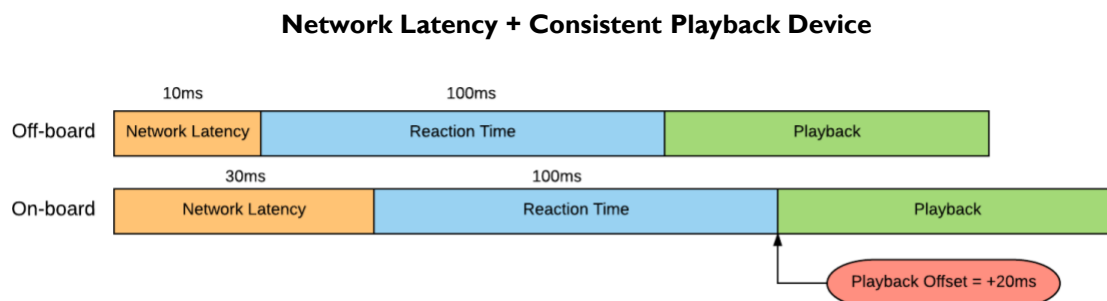 Network Latency + Consistent Playback Device
10ms 100ms
Off-board Network Latency Reaction Time Playback
30ms 100ms
On-board Network Latency Reaction Time Playback
Playback Offset = +20ms